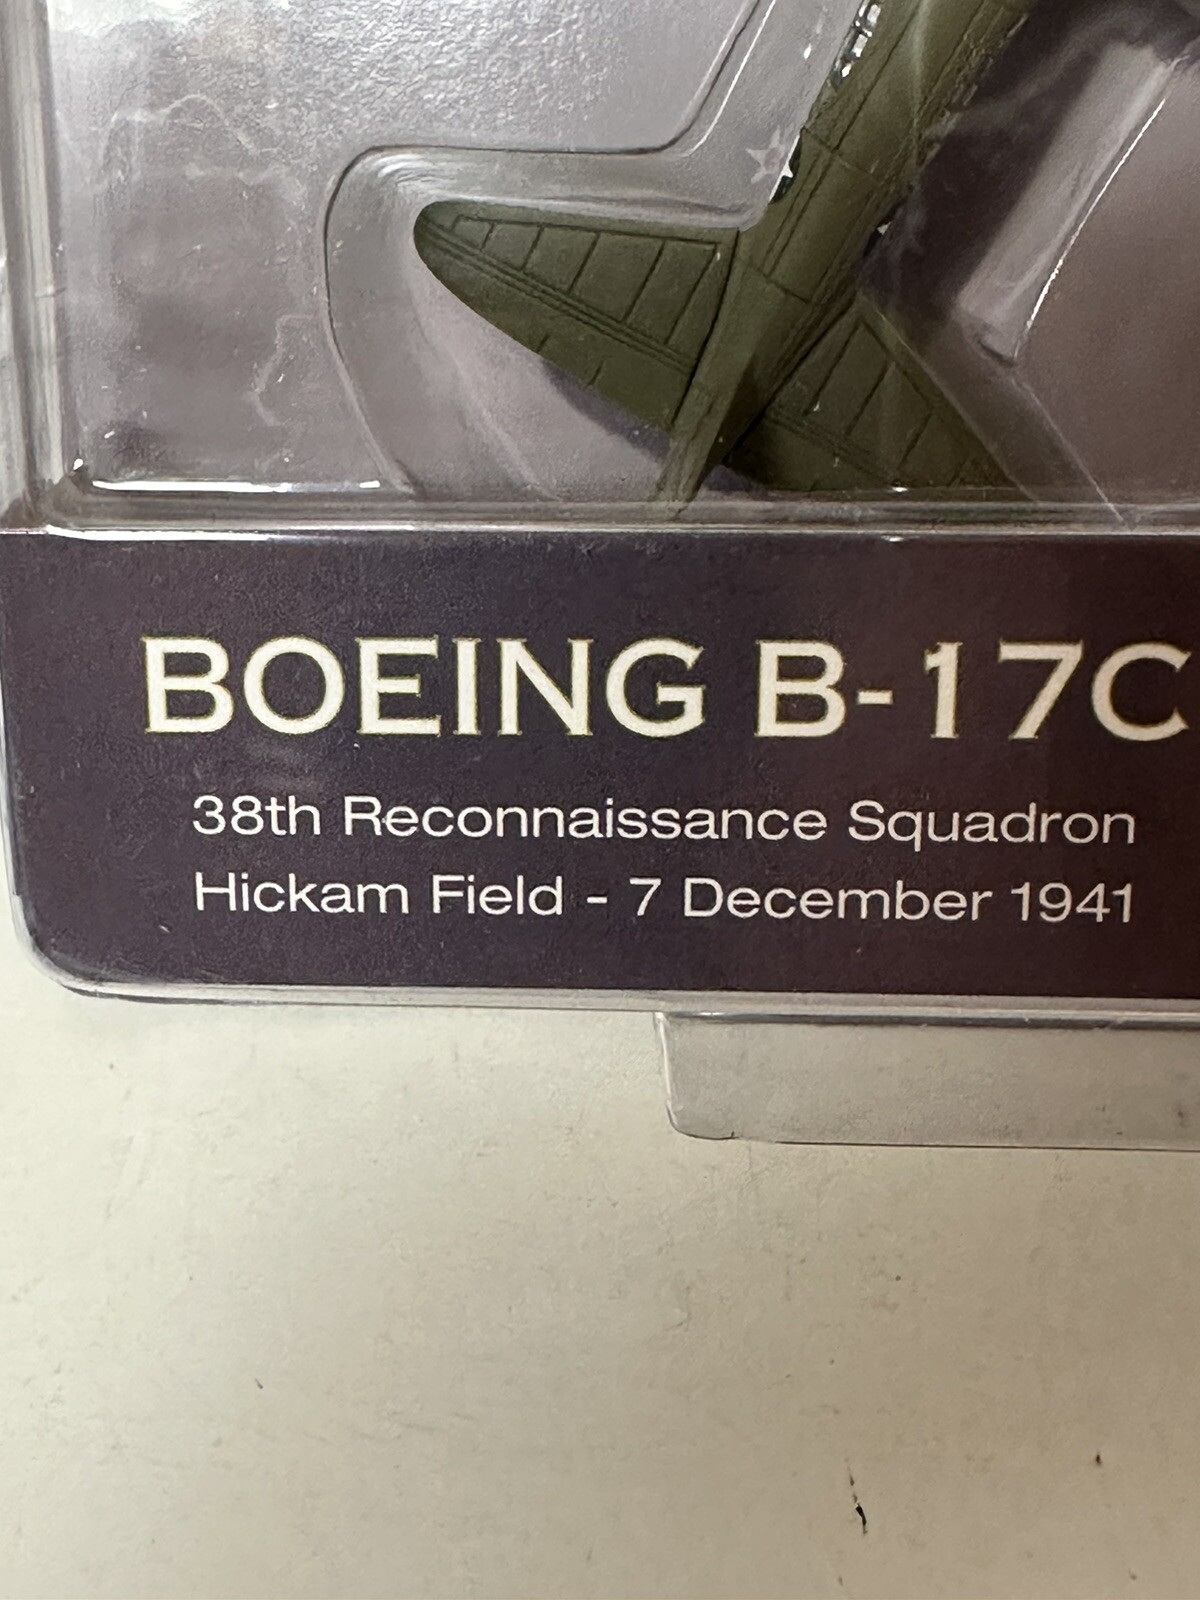 BOEING B-17C
38th Reconnaissance Squadron
Hickam Field - 7 December 1941